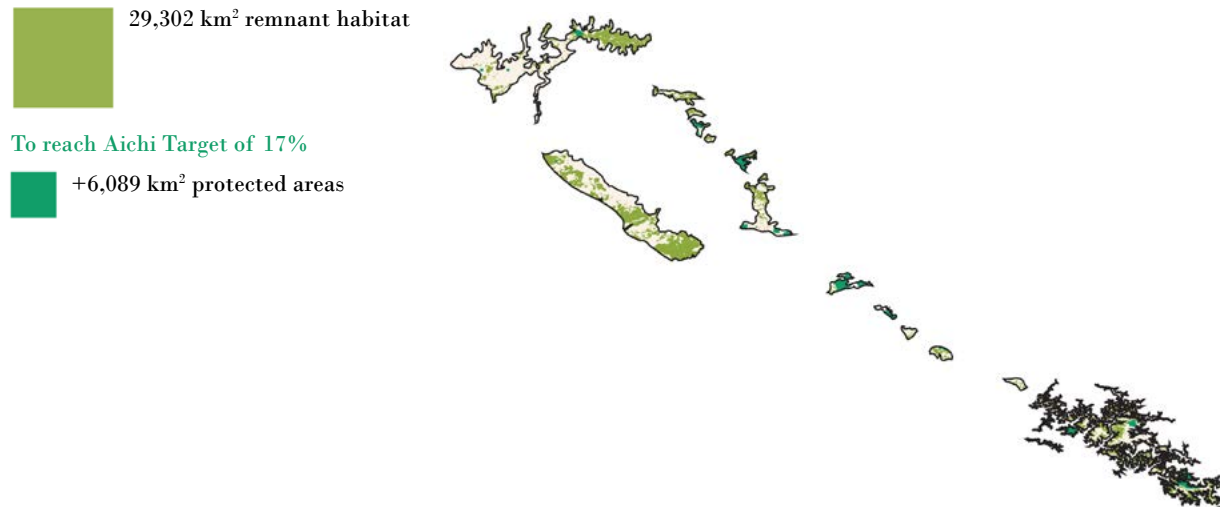 29,302 km² remnant habitat
To reach Aichi Target of 17%
+6,089 km² protected areas